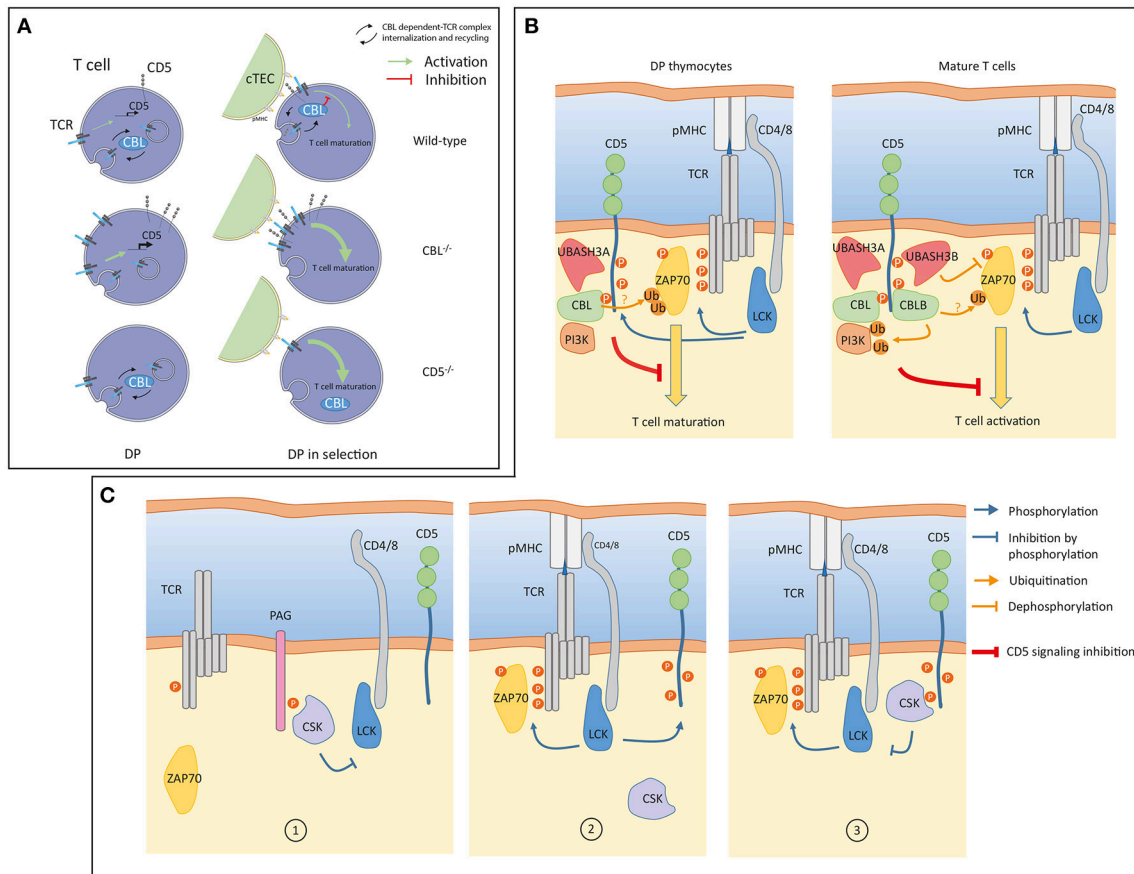 A
CBL dependent-TCR complex
internalization and recycling
T cell
CD5
cTEC
Activation
Inhibition
CD5
TCR
CBL
pMHC
CBL
T cell maturation
Wild-type
CD5
T cell maturation
CBL-/-
CBL
T cell maturation
CBL
CD5-/-
DP
DP in selection
B
DP thymocytes
Mature T cells
pMHC
CD4/8
CD5
TCR
UBASH3A
P
P
P
P
P
P
ZAP70
CBL
P
?
Ub
Ub
LCK
PI3K
T cell maturation
pMHC
CD4/8
CD5
TCR
UBASH3A
UBASH3B
P
P
P
P
P
P
ZAP70
CBL
P
CBLB
?
Ub
LCK
PI3K
Ub
Ub
T cell activation
C
CD5
CD4/8
TCR
PAG
P
P
CSK
LCK
ZAP70
1
pMHC
CD4/8
CD5
TCR
P
P
P
P
P
P
P
ZAP70
LCK
CSK
2
pMHC
CD4/8
CD5
TCR
P
P
P
P
P
P
P
ZAP70
CSK
LCK
3
Phosphorylation
Inhibition by
phosphorylation
Ubiquitination
Dephosphorylation
CD5 signaling inhibition